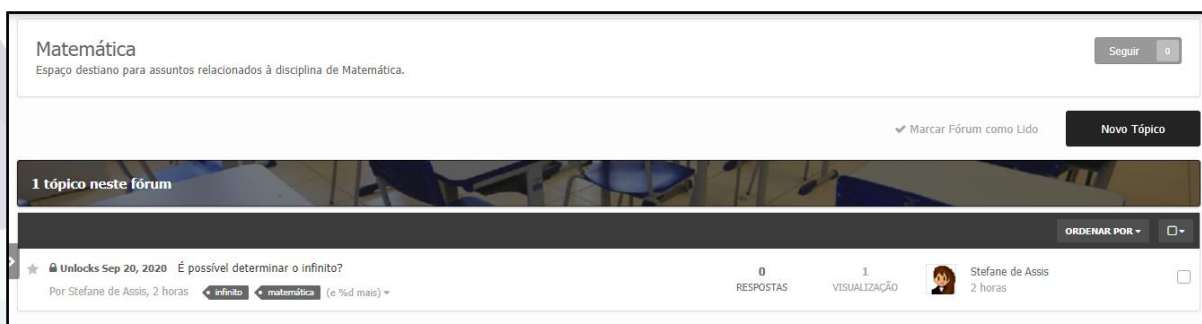 Matemática
Espaço destiano para assuntos relacionados à disciplina de Matemática.
Seguir 0
Marcar Fórum como Lido
Novo Tópico
1 tópico neste fórum
ORDENAR POR
Unlocks Sep 20, 2020 É possível determinar o infinito?
Por Stefane de Assis, 2 horas infinito matemática (e %d mais)
0
RESPOSTAS
1
VISUALIZAÇÃO
Stefane de Assis
2 horas